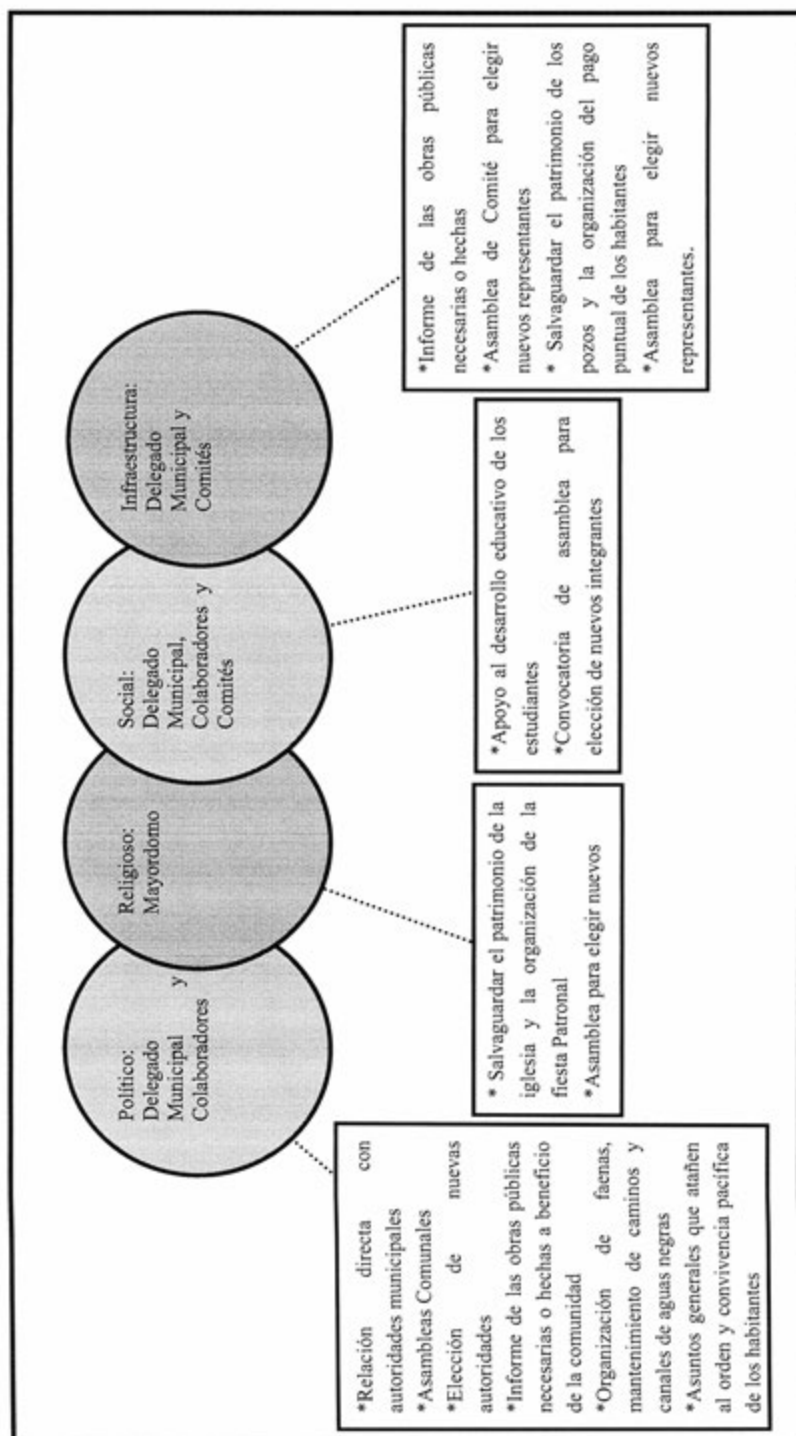 Político:
Delegado
Municipal y
Colaboradores
Religioso:
Mayordomo
Social:
Delegado
Municipal,
Colaboradores y
Comités
Infraestructura:
Delegado
Municipal y
Comités
*Relación directa con
autoridades municipales
*Asambleas Comunales
*Elección de nuevas
autoridades
*Informe de las obras públicas
necesarias o hechas a beneficio
de la comunidad
*Organización de faenas,
mantenimiento de caminos y
canales de aguas negras
*Asuntos generales que atañen
al orden y convivencia pacífica
de los habitantes
* Salvaguardar el patrimonio de la
iglesia y la organización de la
fiesta Patronal
*Asamblea para elegir nuevos
*Apoyo al desarrollo educativo de los
estudiantes
*Convocatoria de asamblea para
elección de nuevos integrantes
*Informe de las obras públicas
necesarias o hechas
*Asamblea de Comité para elegir
nuevos representantes
* Salvaguardar el patrimonio de los
pozos y la organización del pago
puntual de los habitantes
*Asamblea para elegir nuevos
representantes.